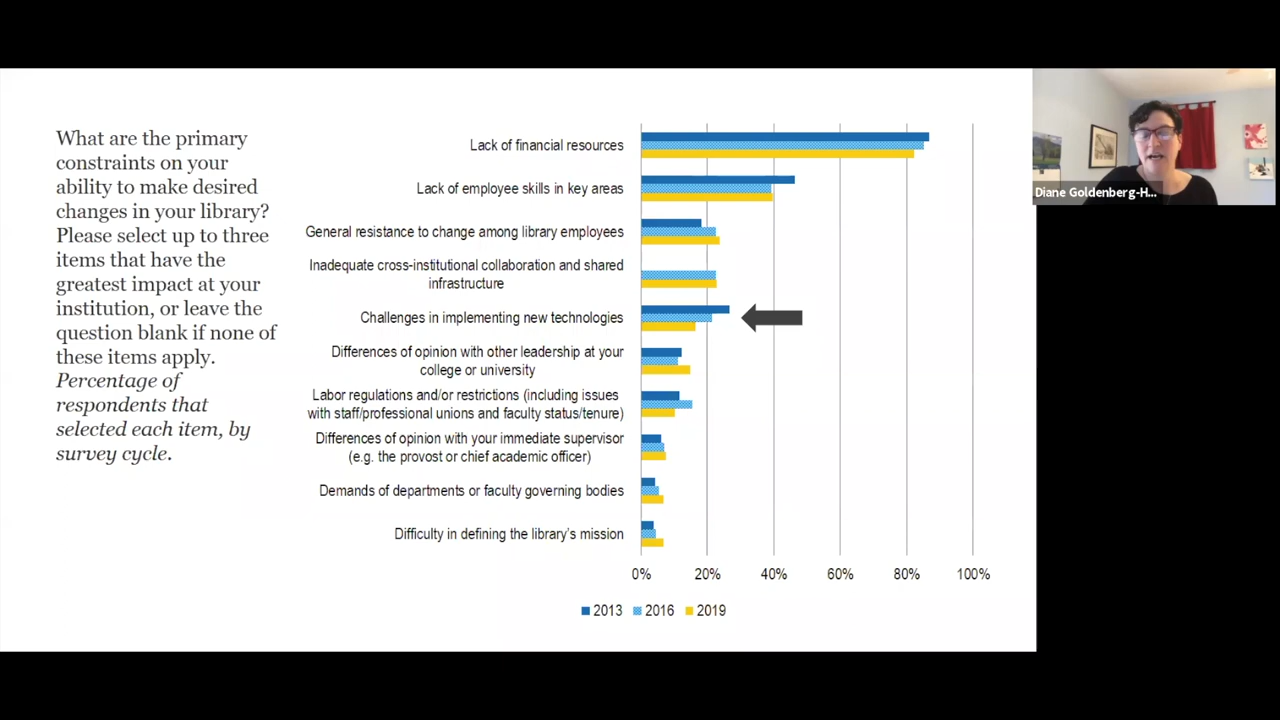 What are the primary
constraints on your
ability to make desired
changes in your library?
Please select up to three
items that have the
greatest impact at your
institution, or leave the
question blank if none of
these items apply.
Percentage of
respondents that
selected each item, by
survey cycle.
Lack of financial resources
Lack of employee skills in key areas
General resistance to change among library employees
Inadequate cross-institutional collaboration and shared
infrastructure
Challenges in implementing new technologies
Differences of opinion with other leadership at your
college or university
Labor regulations and/or restrictions (including issues
with staff/professional unions and faculty status/tenure)
Differences of opinion with your immediate supervisor
(e.g. the provost or chief academic officer)
Demands of departments or faculty governing bodies
Difficulty in defining the library's mission
0% 20% 40% 60% 80% 100%
2013 2016 2019
Diane Goldenberg-H...